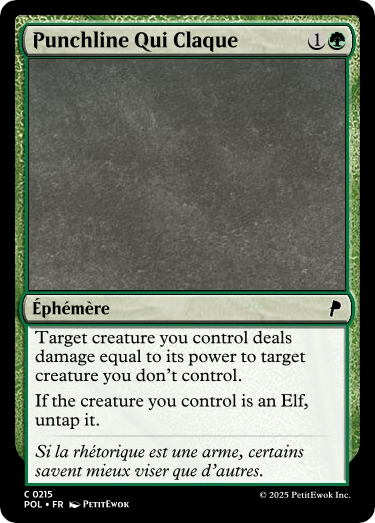 Punchline Qui Claque 1
Éphémère
Target creature you control deals
damage equal to its power to target
creature you don't control.
If the creature you control is an Elf,
untap it.
Si la rhétorique est une arme, certains
savent mieux viser que d'autres.
C 0215
POL • FR PetitEwok
© 2025 PetitEwok Inc.